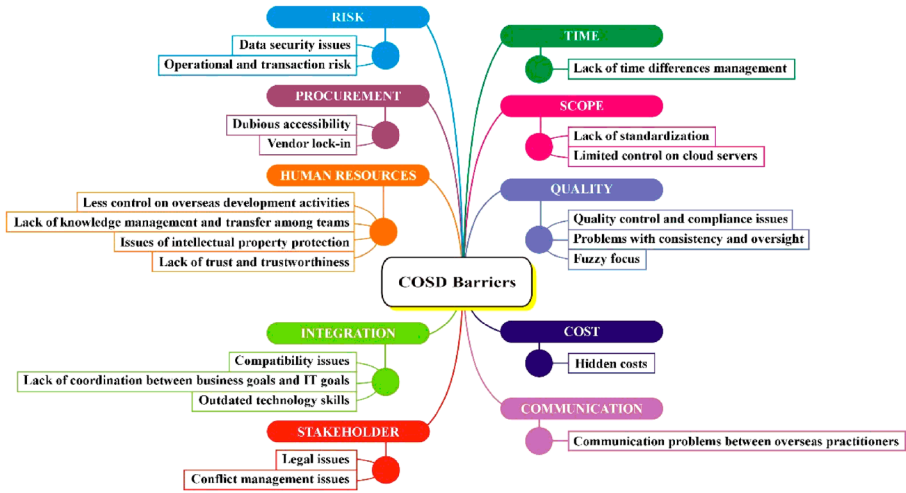 RISK
Data security issues
Operational and transaction risk
PROCUREMENT
Dubious accessibility
Vendor lock-in
HUMAN RESOURCES
Less control on overseas development activities
Lack of knowledge management and transfer among teams
Issues of intellectual property protection
Lack of trust and trustworthiness
INTEGRATION
Compatibility issues
Lack of coordination between business goals and IT goals
Outdated technology skills
STAKEHOLDER
Legal issues
Conflict management issues
COSD Barriers
TIME
Lack of time differences management
SCOPE
Lack of standardization
Limited control on cloud servers
QUALITY
Quality control and compliance issues
Problems with consistency and oversight
Fuzzy focus
COST
Hidden costs
COMMUNICATION
Communication problems between overseas practitioners